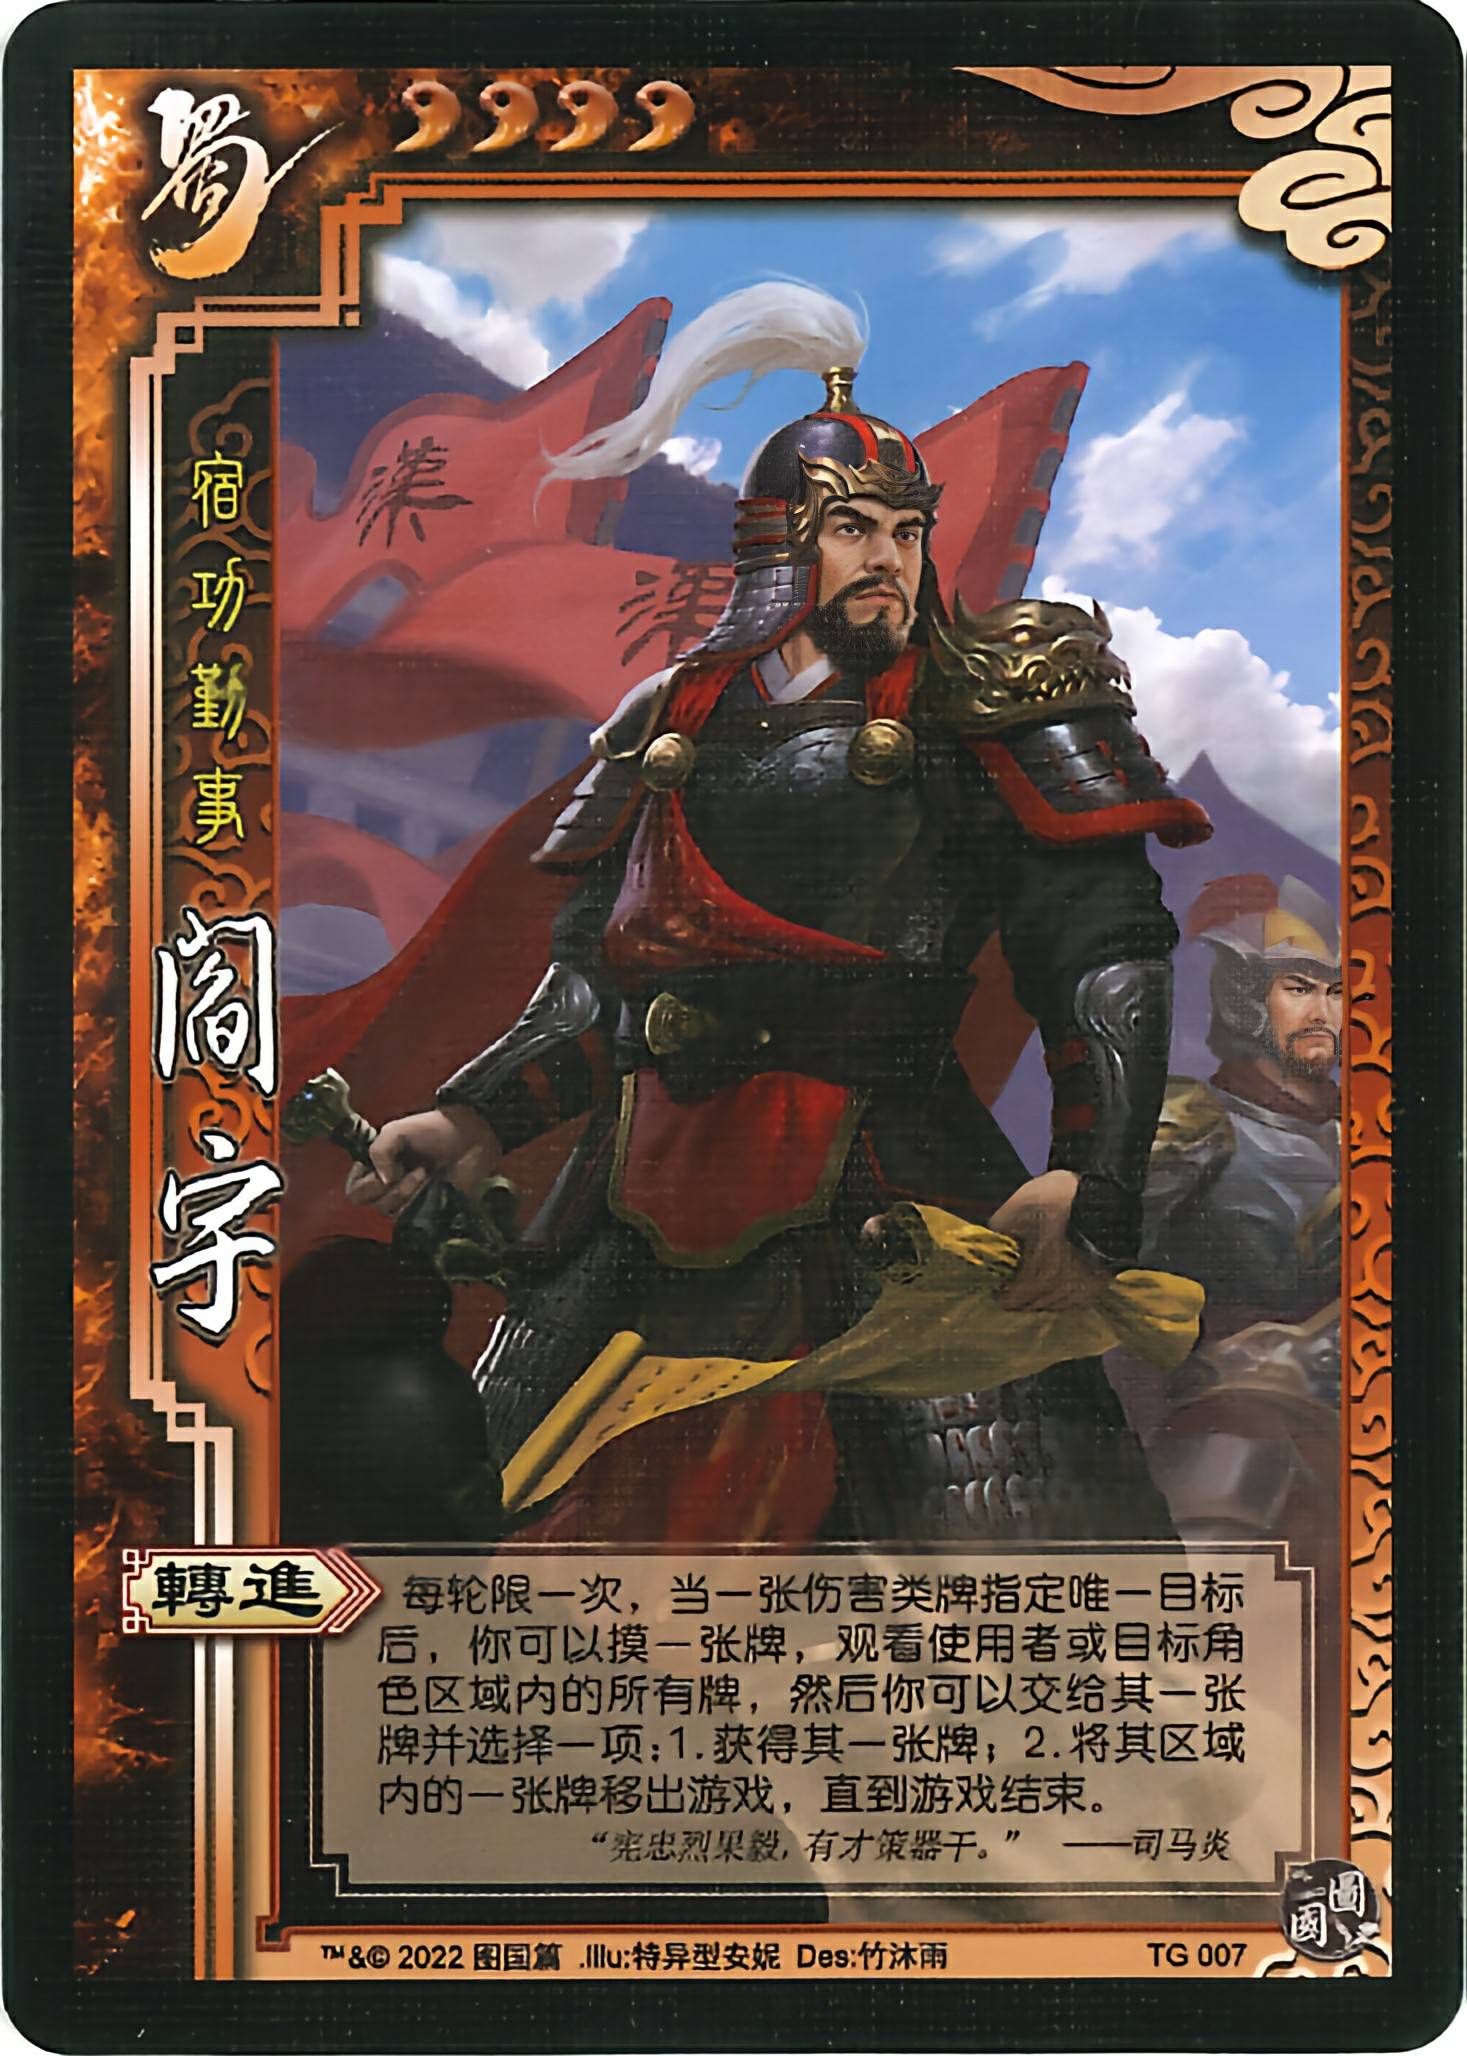 蜀
漢
漢
宿功勤事
閻宇
轉進
每轮限一次，当一张伤害类牌指定唯一目标
后，你可以摸一张牌，观看使用者或目标角
色区域内的所有牌，然后你可以交给其一张
牌并选择一项：1.获得其一张牌；2.将其区域
内的一张牌移出游戏，直到游戏结束。
“宪忠烈果毅，有才策器干。” ——司马炎
™&© 2022 图国篇 .Illu:特异型安妮 Des:竹沐雨
TG 007
圖
國